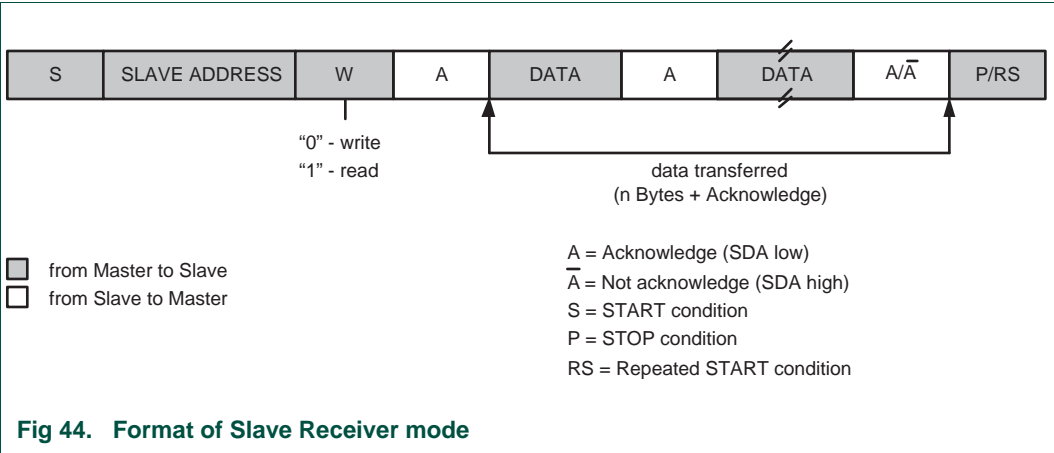 S SLAVE ADDRESS W A DATA A DATA A/A̅ P/RS
“0” - write
“1” - read
data transferred
(n Bytes + Acknowledge)
from Master to Slave
from Slave to Master
A = Acknowledge (SDA low)
A̅ = Not acknowledge (SDA high)
S = START condition
P = STOP condition
RS = Repeated START condition
Fig 44. Format of Slave Receiver mode